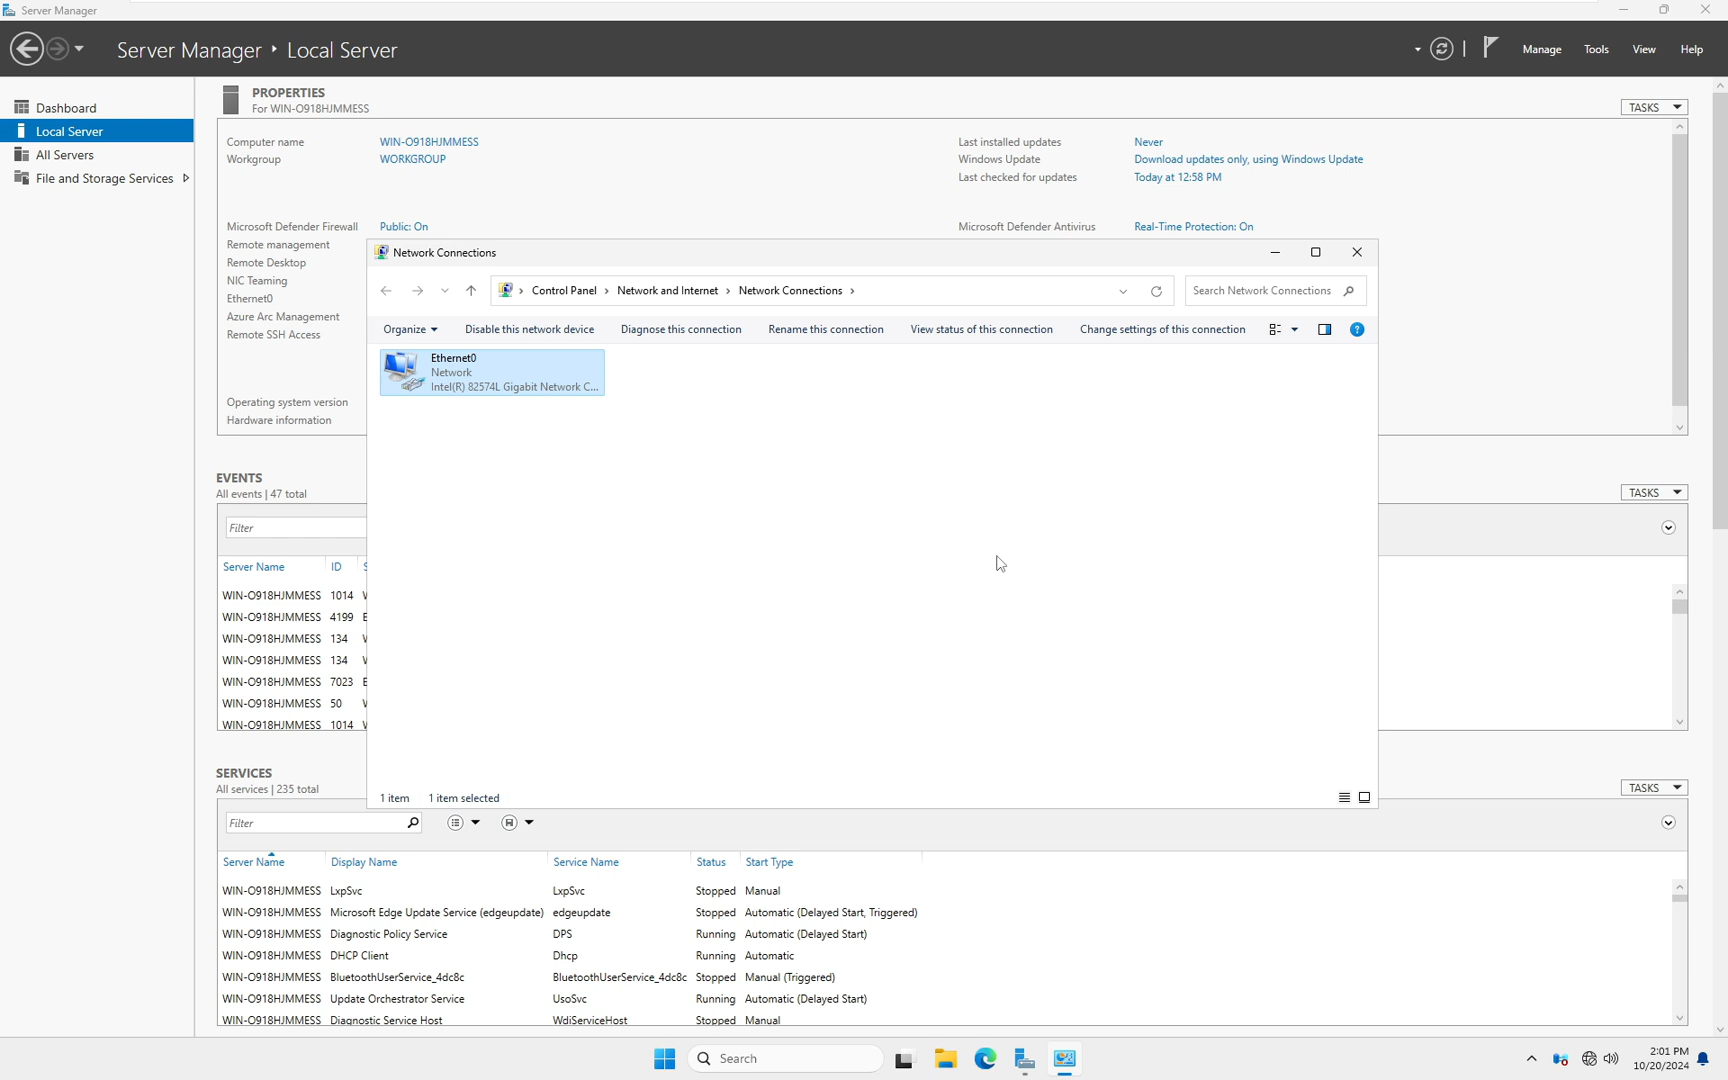 Server Manager
Server Manager ‣ Local Server
Manage Tools View Help
Dashboard
Local Server
All Servers
File and Storage Services
PROPERTIES
For WIN-O918HJMMESS
TASKS
Computer name WIN-O918HJMMESS
Workgroup WORKGROUP
Last installed updates Never
Windows Update Download updates only, using Windows Update
Last checked for updates Today at 12:58 PM
Microsoft Defender Firewall Public: On
Microsoft Defender Antivirus Real-Time Protection: On
Remote management
Remote Desktop
NIC Teaming
Ethernet0
Azure Arc Management
Remote SSH Access
Operating system version
Hardware information
Network Connections
Control Panel › Network and Internet › Network Connections ›
Search Network Connections
Organize Disable this network device Diagnose this connection Rename this connection View status of this connection Change settings of this connection
Ethernet0
Network
Intel(R) 82574L Gigabit Network C...
1 item 1 item selected
EVENTS
All events | 47 total
TASKS
Filter
Server Name ID
WIN-O918HJMMESS 1014
WIN-O918HJMMESS 4199
WIN-O918HJMMESS 134
WIN-O918HJMMESS 134
WIN-O918HJMMESS 7023
WIN-O918HJMMESS 50
WIN-O918HJMMESS 1014
SERVICES
All services | 235 total
TASKS
Filter
Server Name Display Name Service Name Status Start Type
WIN-O918HJMMESS LxpSvc LxpSvc Stopped Manual
WIN-O918HJMMESS Microsoft Edge Update Service (edgeupdate) edgeupdate Stopped Automatic (Delayed Start, Triggered)
WIN-O918HJMMESS Diagnostic Policy Service DPS Running Automatic (Delayed Start)
WIN-O918HJMMESS DHCP Client Dhcp Running Automatic
WIN-O918HJMMESS BluetoothUserService_4dc8c BluetoothUserService_4dc8c Stopped Manual (Triggered)
WIN-O918HJMMESS Update Orchestrator Service UsoSvc Running Automatic (Delayed Start)
WIN-O918HJMMESS Diagnostic Service Host WdiServiceHost Stopped Manual
Search
2:01 PM
10/20/2024